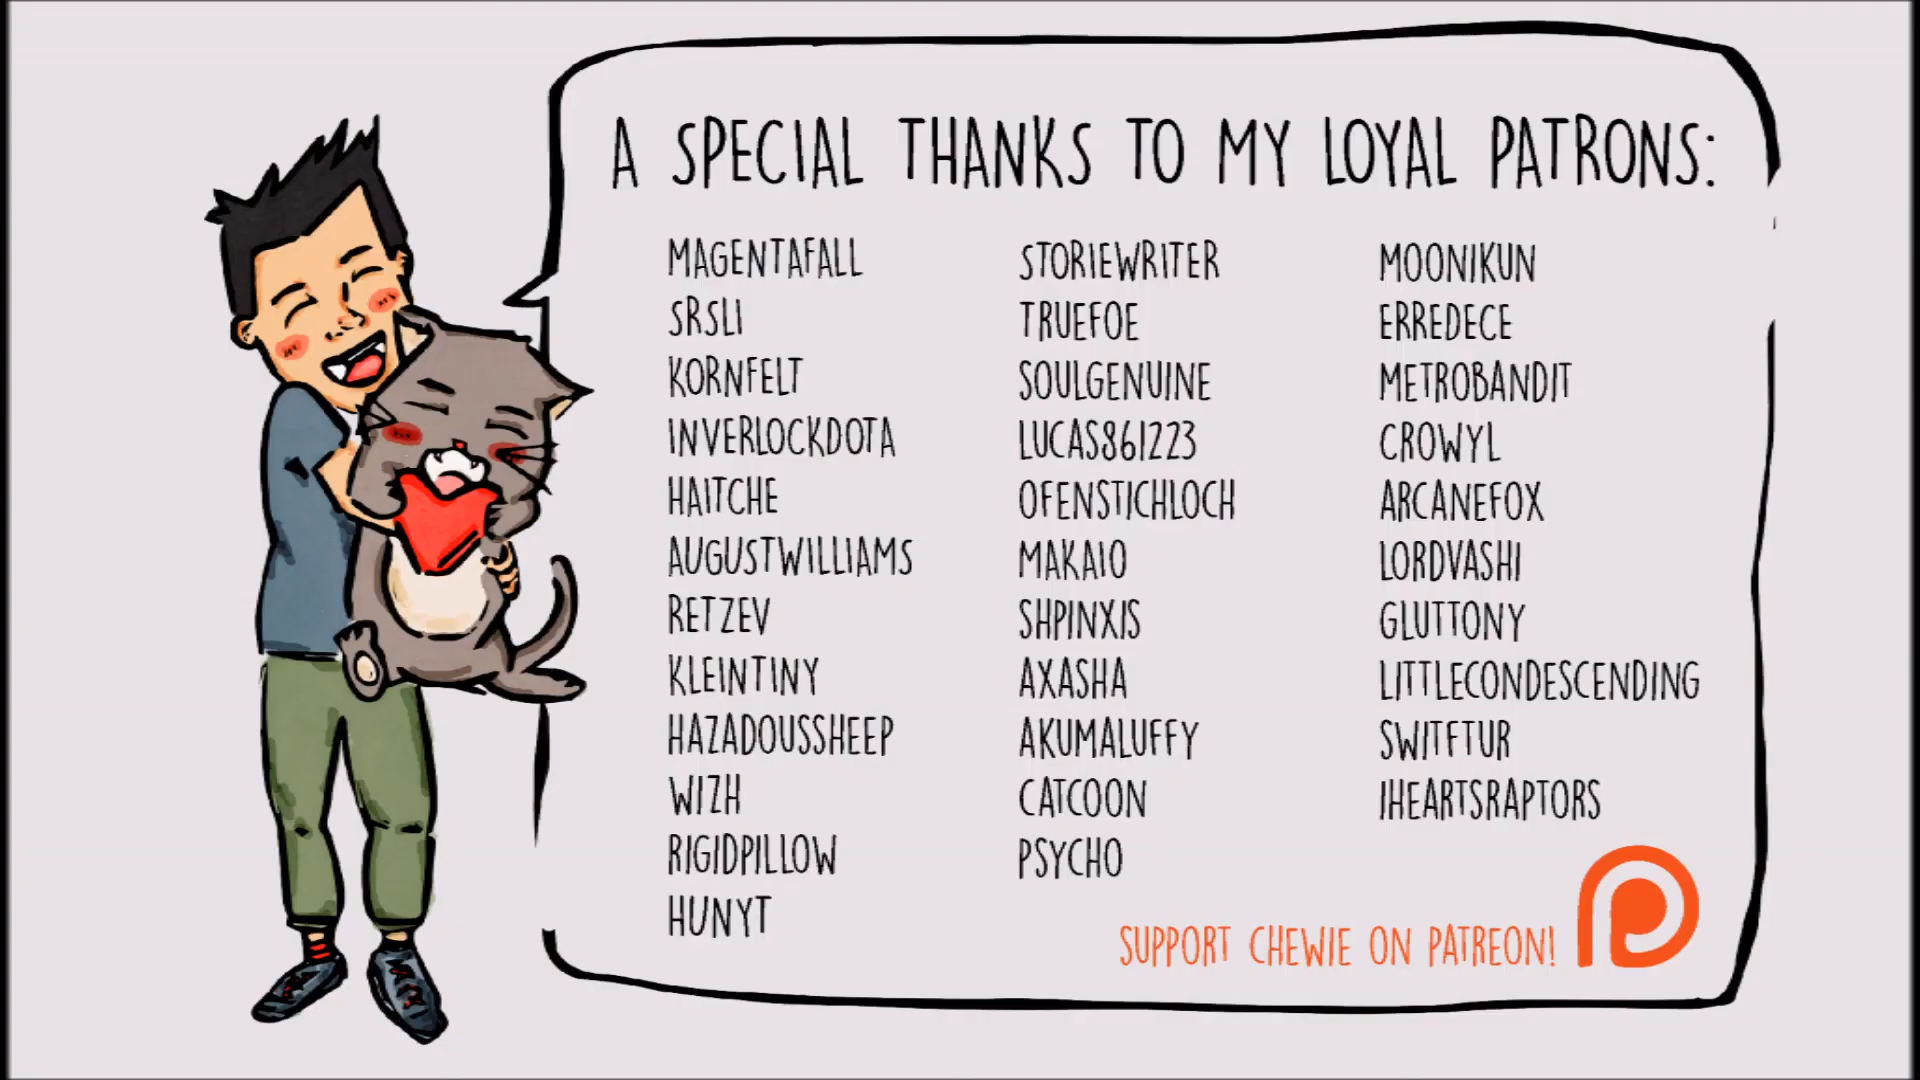 A SPECIAL THANKS TO MY LOYAL PATRONS:
MAGENTAFALL
SRSLI
KORNFELT
INVERLOCKDOTA
HAITCHE
AUGUSTWILLIAMS
RETZEV
KLEINTINY
HAZADOUSSHEEP
WIZH
RIGIDPILLOW
HUNYT
STORIEWRITER
TRUEFOE
SOULGENUINE
LUCAS861223
OFENSTICHLOCH
MAKAIO
SHPINXIS
AXASHA
AKUMALUFFY
CATCOON
PSYCHO
MOONIKUN
ERREDECE
METROBANDIT
CROWYL
ARCANEFOX
LORDVASHI
GLUTTONY
LITTLECONDESCENDING
SWITFTUR
IHEARTSRAPTORS
SUPPORT CHEWIE ON PATREON!